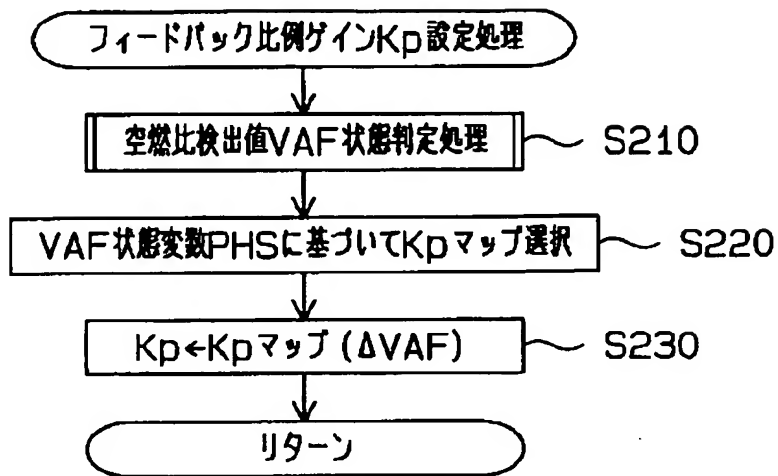 フィードバック比例ゲインKp設定処理
空燃比検出値VAF状態判定処理 S210
VAF状態変数PHSに基づいてKpマップ選択 S220
Kp←Kpマップ(ΔVAF) S230
リターン